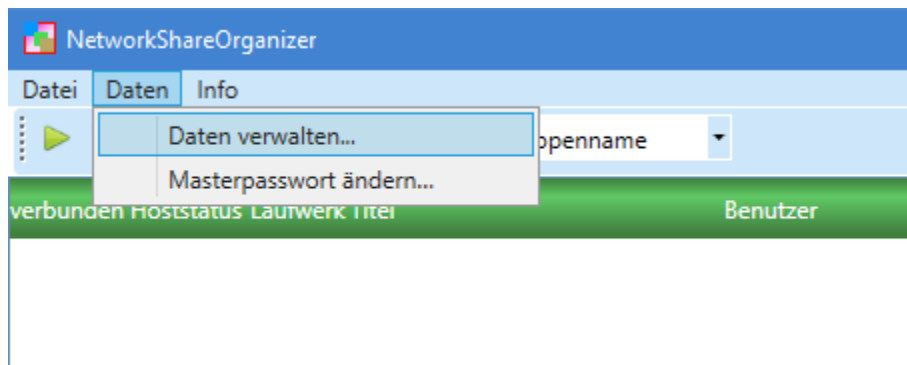 NetworkShareOrganizer
Datei Daten Info
Daten verwalten...
ppenname
Masterpasswort ändern...
verbunden Hoststatus Laufwerk Titel Benutzer